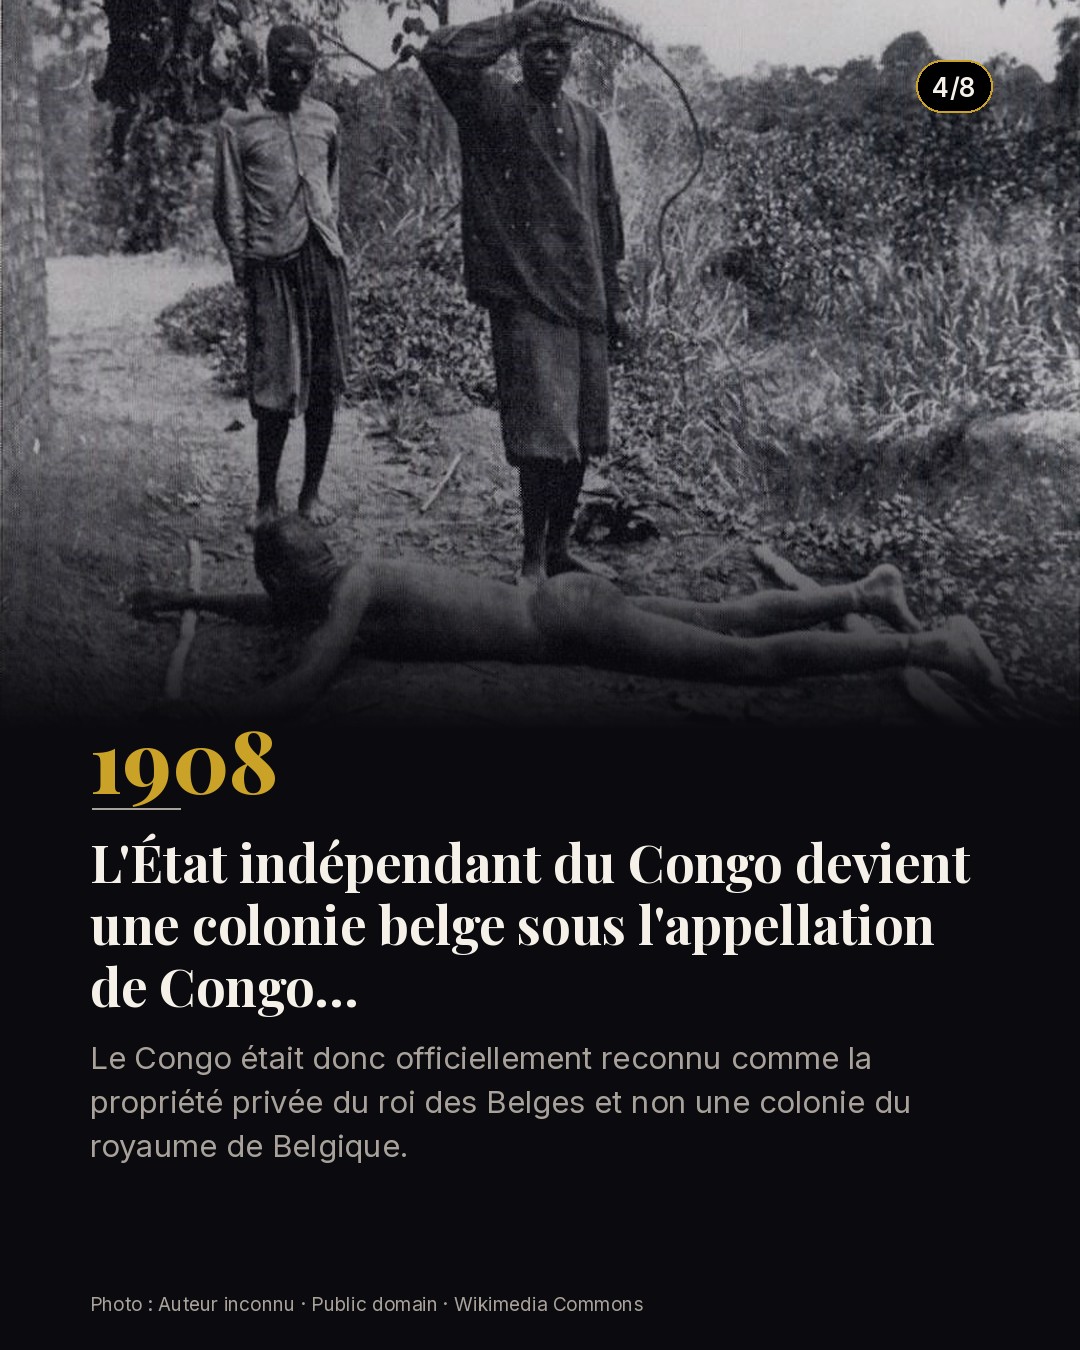 4/8
1908
L'État indépendant du Congo devient
une colonie belge sous l'appellation
de Congo...
Le Congo était donc officiellement reconnu comme la
propriété privée du roi des Belges et non une colonie du
royaume de Belgique.
Photo : Auteur inconnu · Public domain · Wikimedia Commons